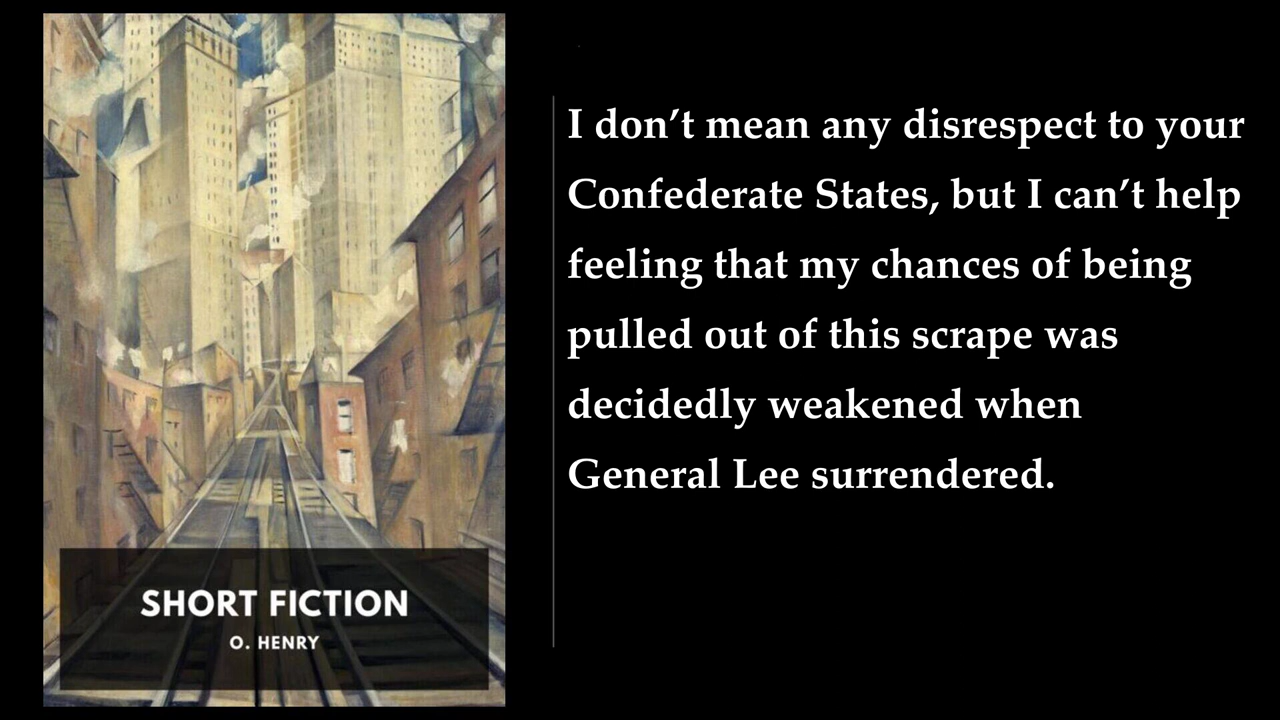 I don’t mean any disrespect to your
Confederate States, but I can’t help
feeling that my chances of being
pulled out of this scrape was
decidedly weakened when
General Lee surrendered.
SHORT FICTION
O. HENRY